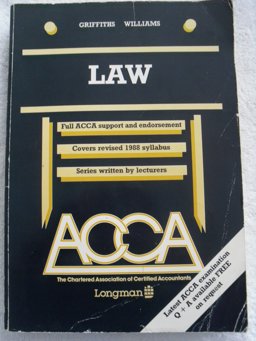 GRIFFITHS WILLIAMS
LAW
Full ACCA support and endorsement
Covers revised 1988 syllabus
Series written by lecturers
ACCA
The Chartered Association of Certified Accountants
Longman
Latest ACCA examination
Q + A available FREE
on request